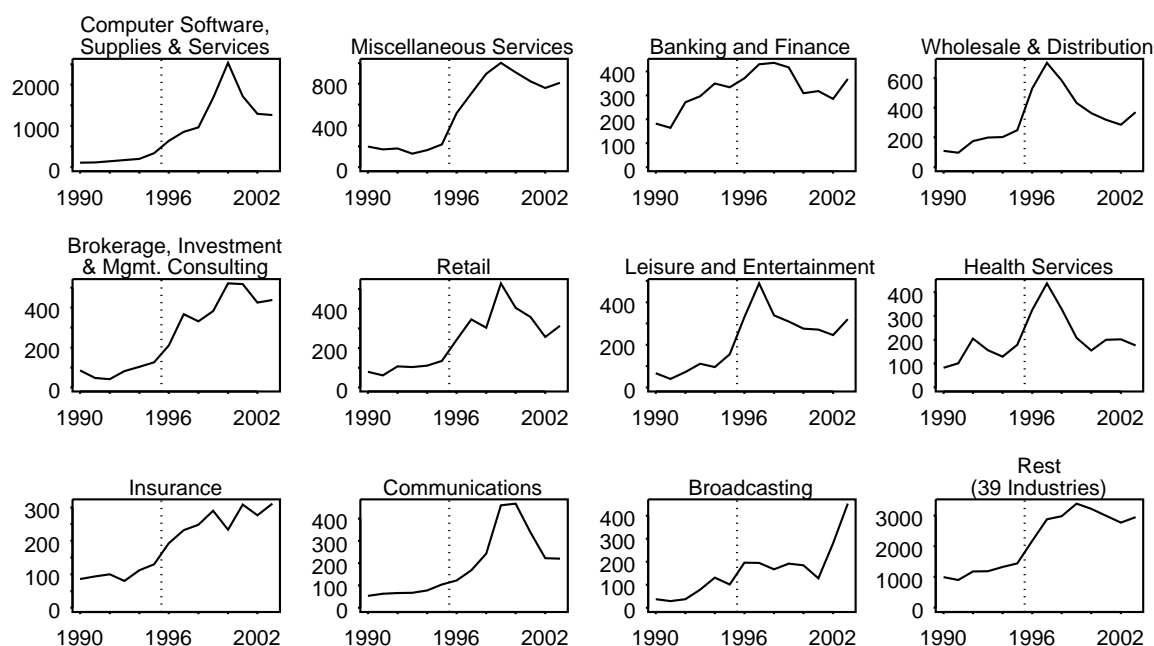 Computer Software,
Supplies & Services
2000
1000
0
1990 1996 2002
Miscellaneous Services
800
400
0
1990 1996 2002
Banking and Finance
400
300
200
100
0
1990 1996 2002
Wholesale & Distribution
600
400
200
0
1990 1996 2002
Brokerage, Investment
& Mgmt. Consulting
400
200
0
1990 1996 2002
Retail
400
200
0
1990 1996 2002
Leisure and Entertainment
400
200
0
1990 1996 2002
Health Services
400
300
200
100
0
1990 1996 2002
Insurance
300
200
100
0
1990 1996 2002
Communications
400
300
200
100
0
1990 1996 2002
Broadcasting
400
300
200
100
0
1990 1996 2002
Rest
(39 Industries)
3000
2000
1000
0
1990 1996 2002